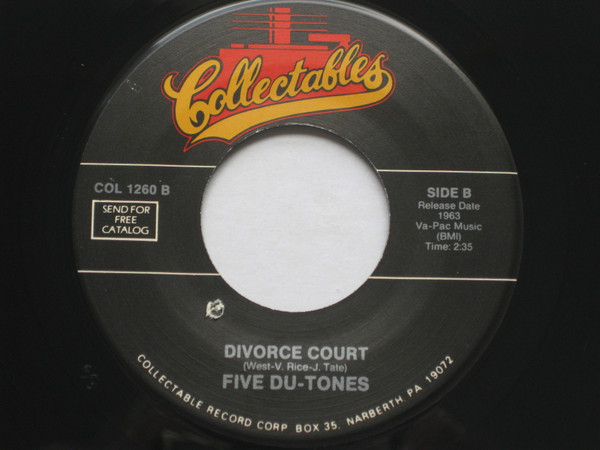 Collectables
COL 1260 B
SEND FOR
FREE
CATALOG
SIDE B
Release Date
1963
Va-Pac Music
(BMI)
Time: 2:35
DIVORCE COURT
(West-V. Rice-J. Tate)
FIVE DU-TONES
COLLECTABLE RECORD CORP BOX 35. NARBERTH PA 19072